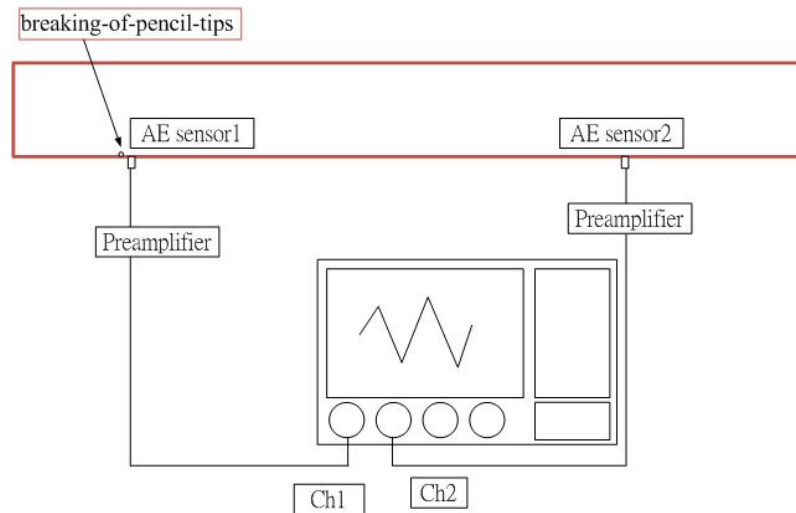 breaking-of-pencil-tips
AE sensor1
AE sensor2
Preamplifier
Preamplifier
Ch1
Ch2